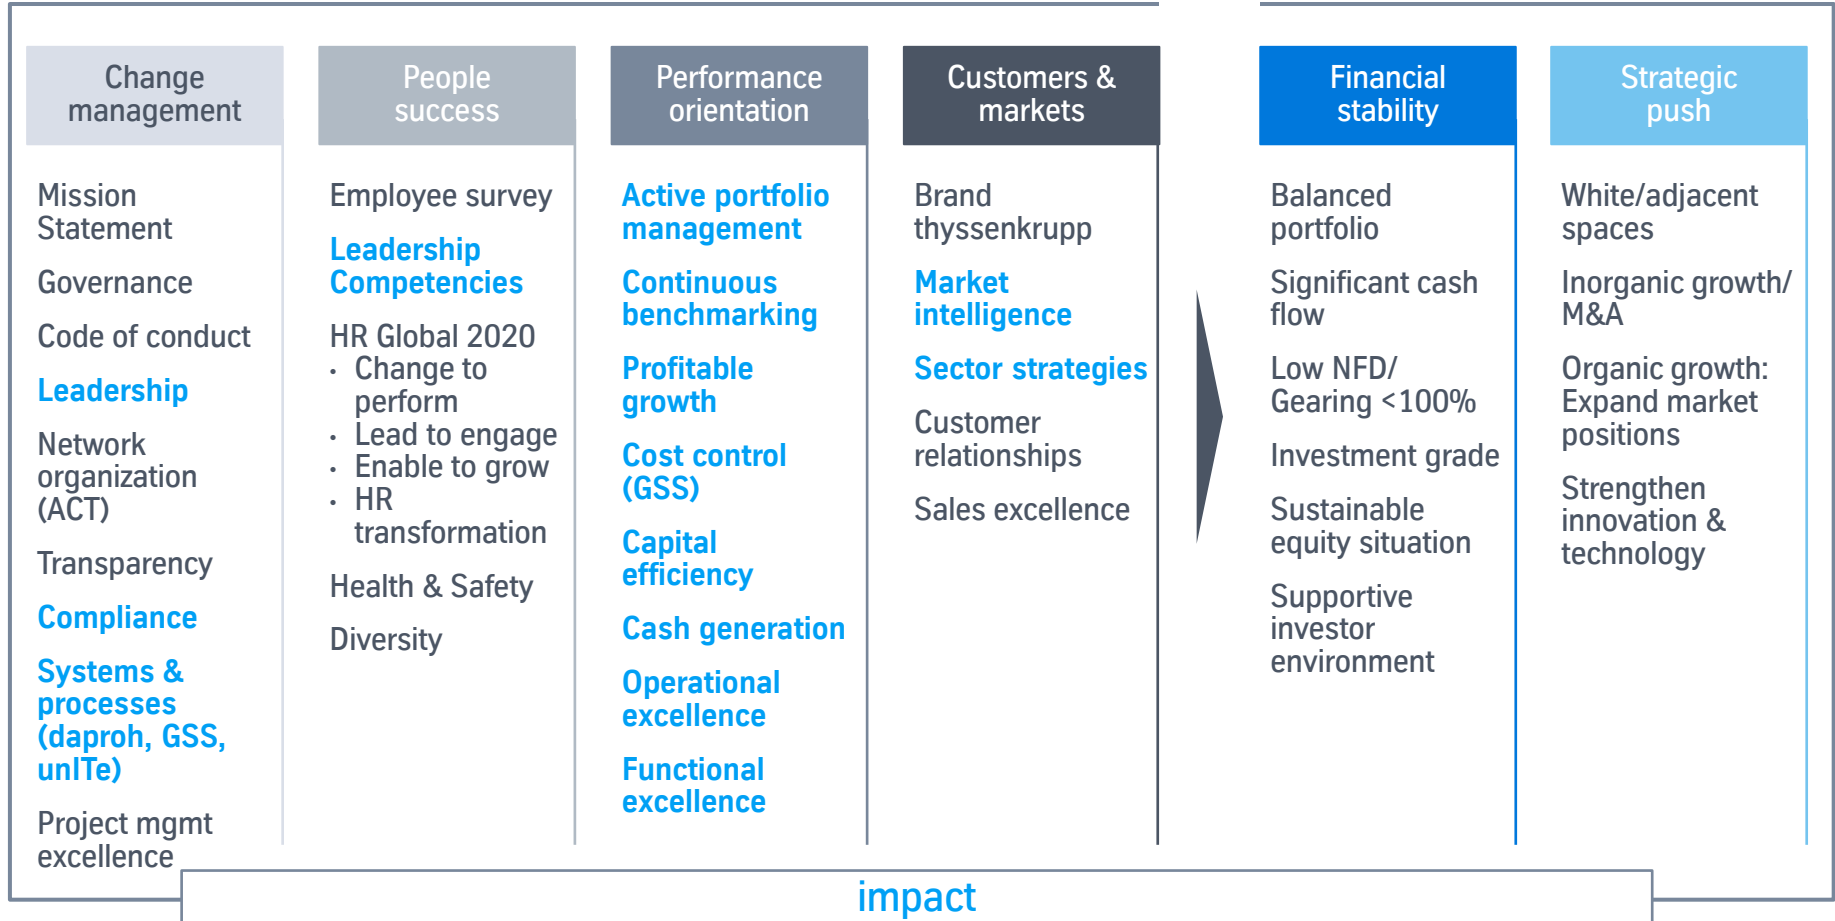 Change
management
Mission
Statement
Governance
Code of conduct
Leadership
Network
organization
(ACT)
Transparency
Compliance
Systems &
processes
(daproh, GSS,
unITe)
Project mgmt
excellence
People
success
Employee survey
Leadership
Competencies
HR Global 2020
· Change to
perform
· Lead to engage
· Enable to grow
· HR
transformation
Health & Safety
Diversity
Performance
orientation
Active portfolio
management
Continuous
benchmarking
Profitable
growth
Cost control
(GSS)
Capital
efficiency
Cash generation
Operational
excellence
Functional
excellence
Customers &
markets
Brand
thyssenkrupp
Market
intelligence
Sector strategies
Customer
relationships
Sales excellence
Financial
stability
Balanced
portfolio
Significant cash
flow
Low NFD/
Gearing <100%
Investment grade
Sustainable
equity situation
Supportive
investor
environment
Strategic
push
White/adjacent
spaces
Inorganic growth/
M&A
Organic growth:
Expand market
positions
Strengthen
innovation &
technology
impact